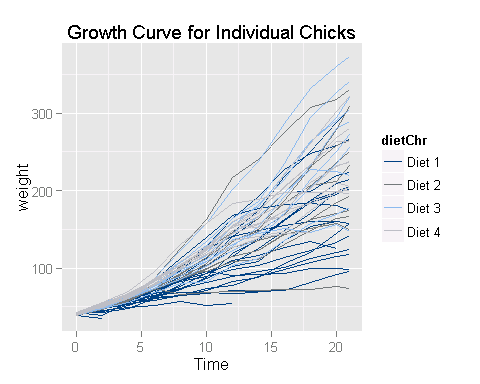 Growth Curve for Individual Chicks
300
200
100
weight
0
5
10
15
20
Time
dietChr
Diet 1
Diet 2
Diet 3
Diet 4